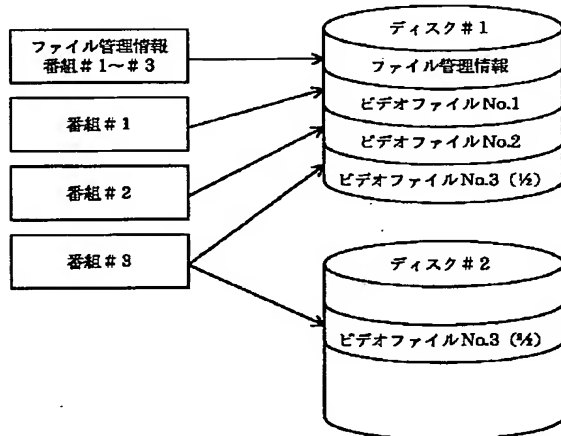 ファイル管理情報
番組＃1～＃3
番組＃1
番組＃2
番組＃3
ディスク＃1
ファイル管理情報
ビデオファイルNo.1
ビデオファイルNo.2
ビデオファイルNo.3（½）
ディスク＃2
ビデオファイルNo.3（²⁄₂）